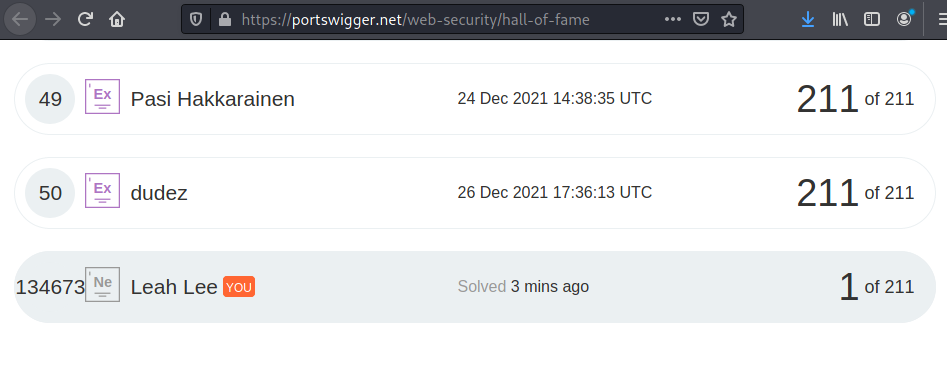 https://portswigger.net/web-security/hall-of-fame
49 Ex Pasi Hakkarainen 24 Dec 2021 14:38:35 UTC 211 of 211
50 Ex dudez 26 Dec 2021 17:36:13 UTC 211 of 211
134673 Ne Leah Lee YOU Solved 3 mins ago 1 of 211